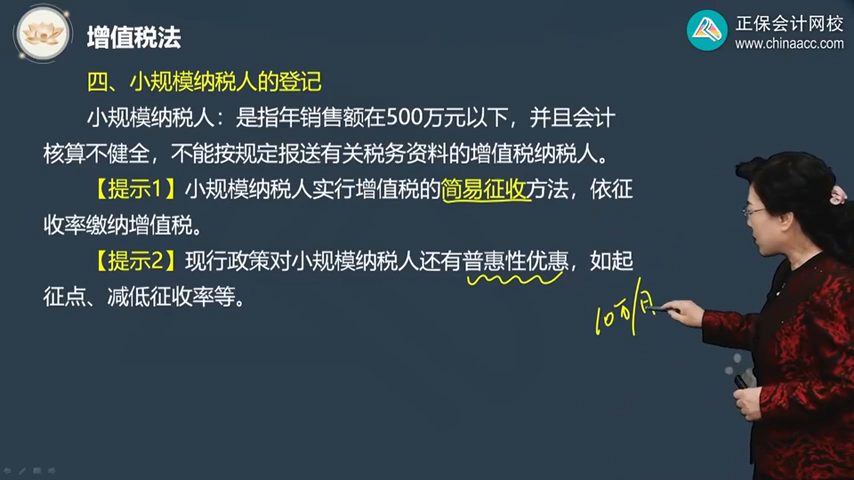 增值税法
正保会计网校
www.chinaacc.com
四、小规模纳税人的登记
小规模纳税人：是指年销售额在500万元以下，并且会计
核算不健全，不能按规定报送有关税务资料的增值税纳税人。
【提示1】小规模纳税人实行增值税的简易征收方法，依征
收率缴纳增值税。
【提示2】现行政策对小规模纳税人还有普惠性优惠，如起
征点、减低征收率等。
10万/月